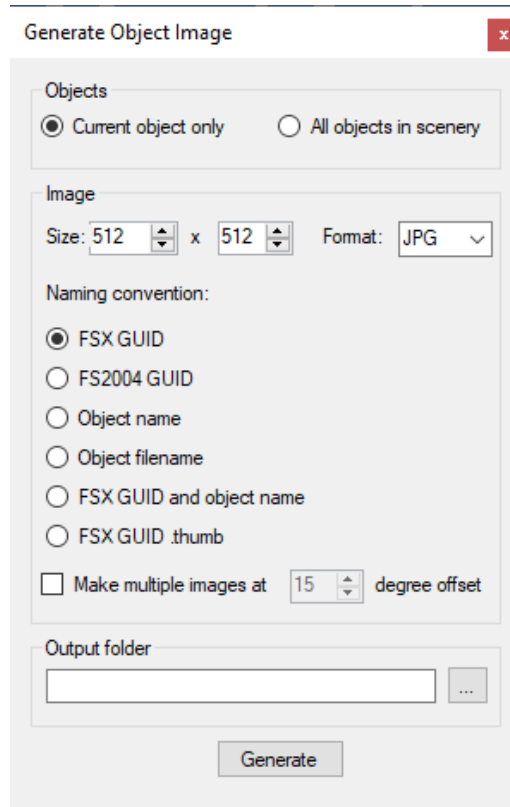 Generate Object Image
x
Objects
Current object only All objects in scenery
Image
Size: 512 x 512 Format: JPG
Naming convention:
FSX GUID
FS2004 GUID
Object name
Object filename
FSX GUID and object name
FSX GUID .thumb
Make multiple images at 15 degree offset
Output folder
...
Generate